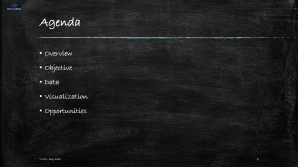 Agenda
• Overview
• Objective
• Data
• Visualization
• Opportunities